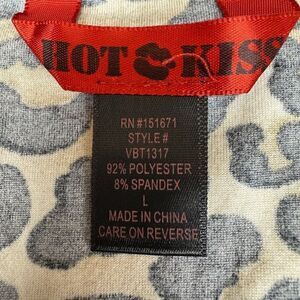 HOT KISS
RN #151671
STYLE #
VBT1317
92% POLYESTER
8% SPANDEX
L
MADE IN CHINA
CARE ON REVERSE